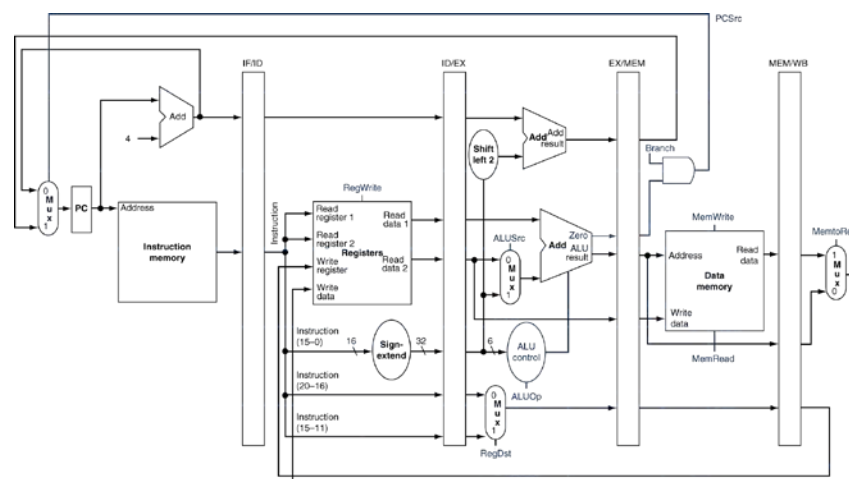 PCSrc
IF/ID
ID/EX
EX/MEM
MEM/WB
Add
4
Add
Add
result
Shift
left 2
Branch
0
M
u
x
1
PC
Address
Instruction
memory
Instruction
RegWrite
Read
register 1
Read
register 2
Write
register
Write
data
Registers
Read
data 1
Read
data 2
ALUSrc
0
M
u
x
1
Add
Zero
ALU
result
MemWrite
Address
Read
data
Data
memory
Write
data
MemRead
MemtoRe
1
M
u
x
0
Instruction
(15–0)
16
Sign-
extend
32
6
ALU
control
ALUOp
Instruction
(20–16)
Instruction
(15–11)
0
M
u
x
1
RegDst